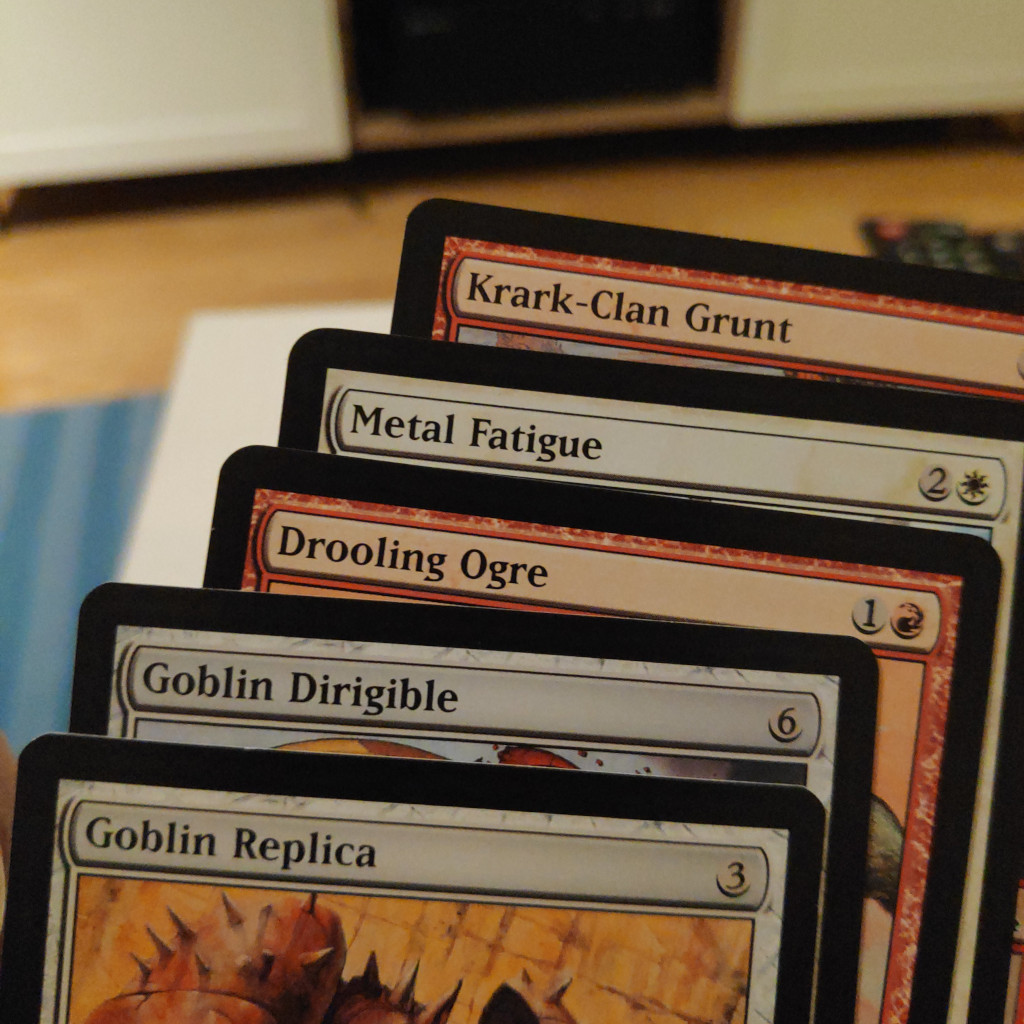 Krark-Clan Grunt
Metal Fatigue
2
Drooling Ogre
1
Goblin Dirigible
6
Goblin Replica
3